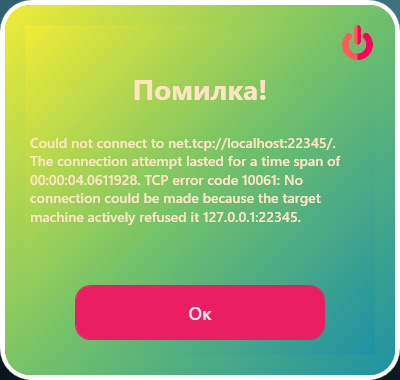 Помилка!
Could not connect to net.tcp://localhost:22345/.
The connection attempt lasted for a time span of
00:00:04.0611928. TCP error code 10061: No
connection could be made because the target
machine actively refused it 127.0.0.1:22345.
Ок